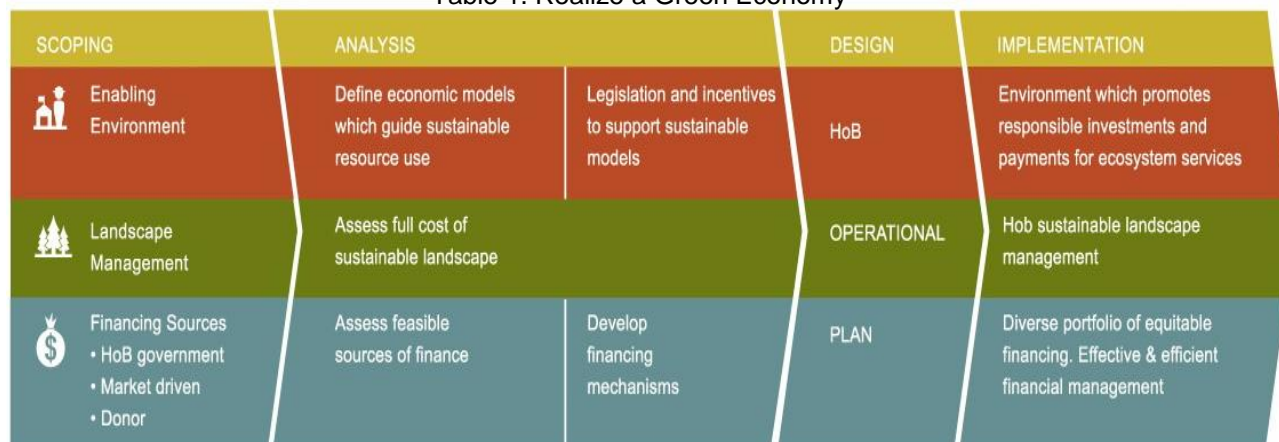 Table 1. Realize a Green Economy
SCOPING
ANALYSIS
DESIGN
IMPLEMENTATION
Enabling
Environment
Define economic models
which guide sustainable
resource use
Legislation and incentives
to support sustainable
models
HoB
Environment which promotes
responsible investments and
payments for ecosystem services
Landscape
Management
Assess full cost of
sustainable landscape
OPERATIONAL
Hob sustainable landscape
management
$
Financing Sources
• HoB government
• Market driven
• Donor
Assess feasible
sources of finance
Develop
financing
mechanisms
PLAN
Diverse portfolio of equitable
financing. Effective & efficient
financial management